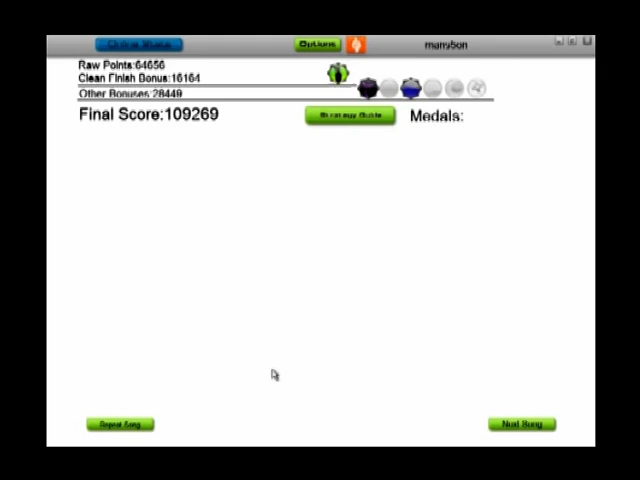 Options
many5on
Raw Points:64656
Clean Finish Bonus:16164
Other Bonuses:28449
Final Score:109269
Strategy Guide
Medals:
Repeat Song
Next Song